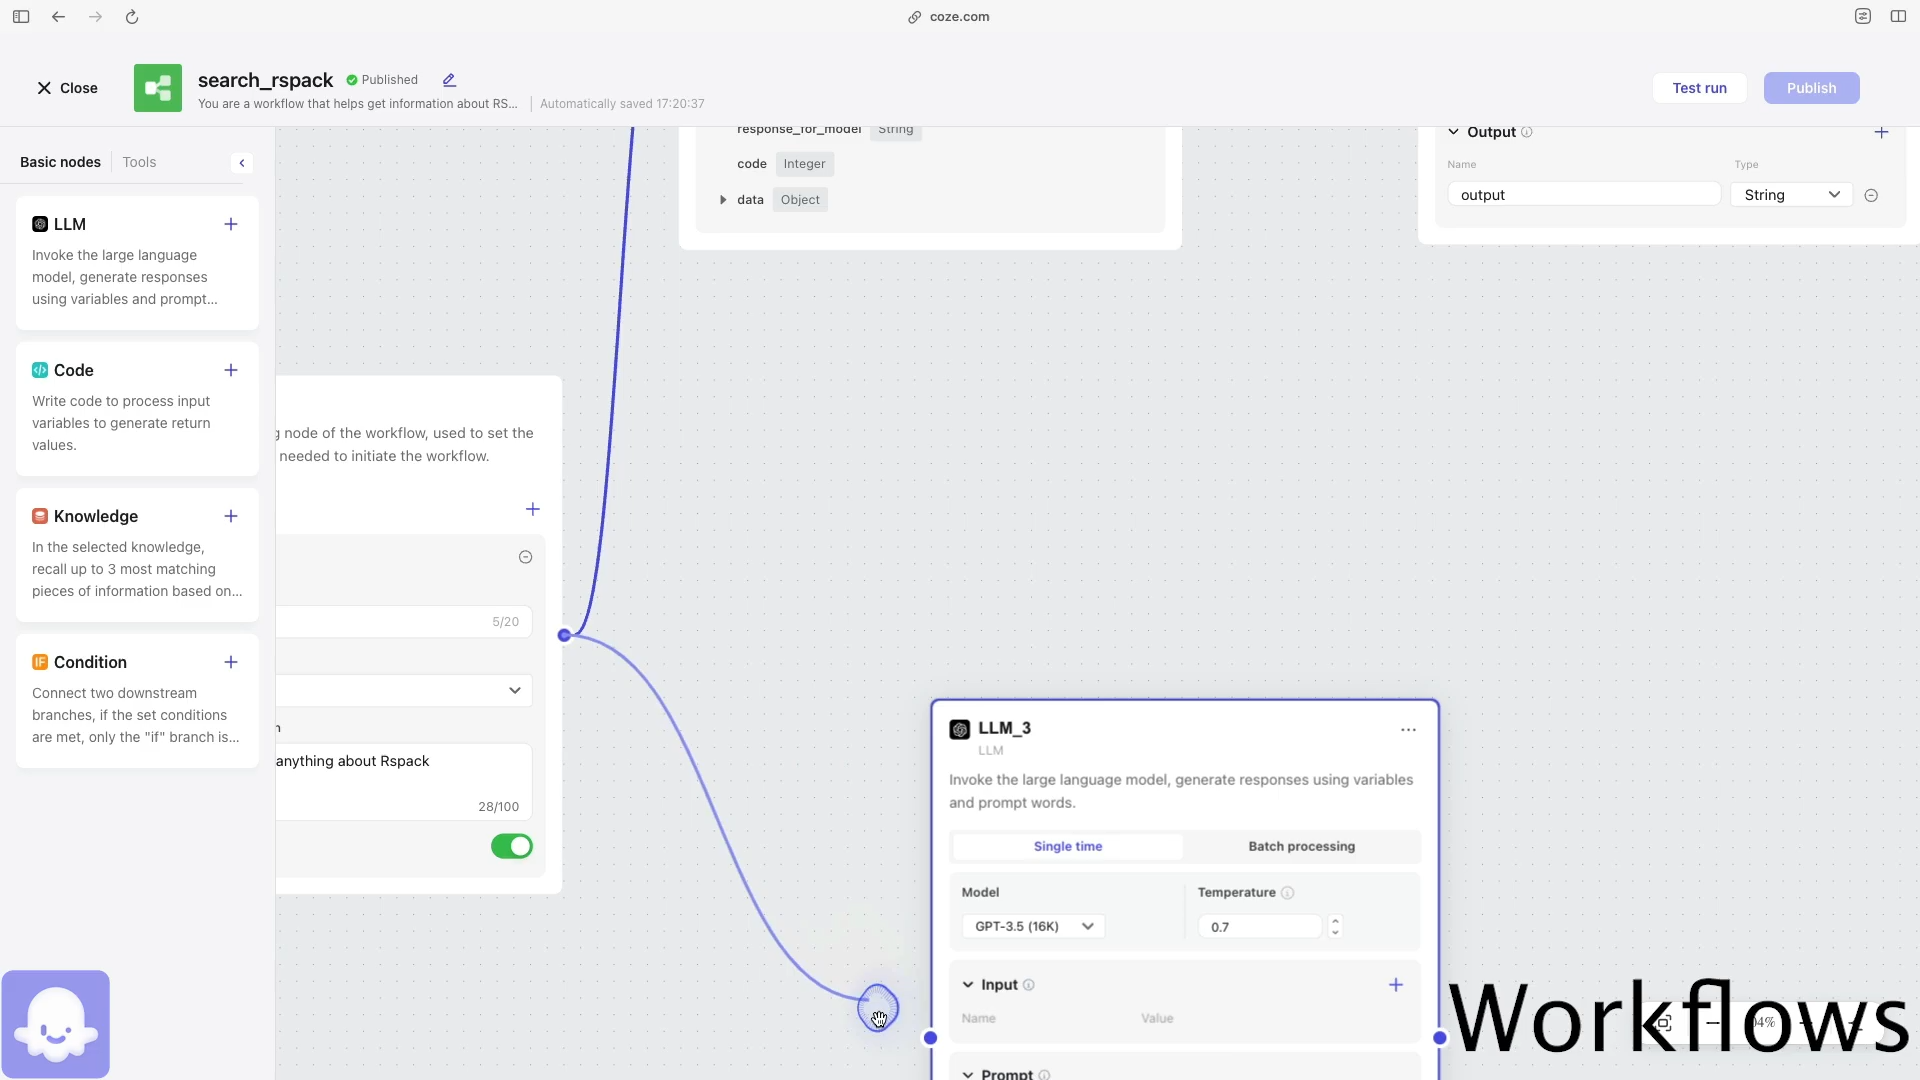 coze.com
Close
search_rspack
Published
You are a workflow that helps get information about RS...
Automatically saved 17:20:37
Test run
Publish
Basic nodes
Tools
LLM
Invoke the large language
model, generate responses
using variables and prompt...
Code
Write code to process input
variables to generate return
values.
Knowledge
In the selected knowledge,
recall up to 3 most matching
pieces of information based on...
IF Condition
Connect two downstream
branches, if the set conditions
are met, only the "if" branch is...
response_for_model String
code Integer
data Object
Output
Name Type
output String
g node of the workflow, used to set the
needed to initiate the workflow.
5/20
n
anything about Rspack
28/100
LLM_3
LLM
Invoke the large language model, generate responses using variables
and prompt words.
Single time Batch processing
Model Temperature
GPT-3.5 (16K) 0.7
Input
Name Value
Prompt
Workflows